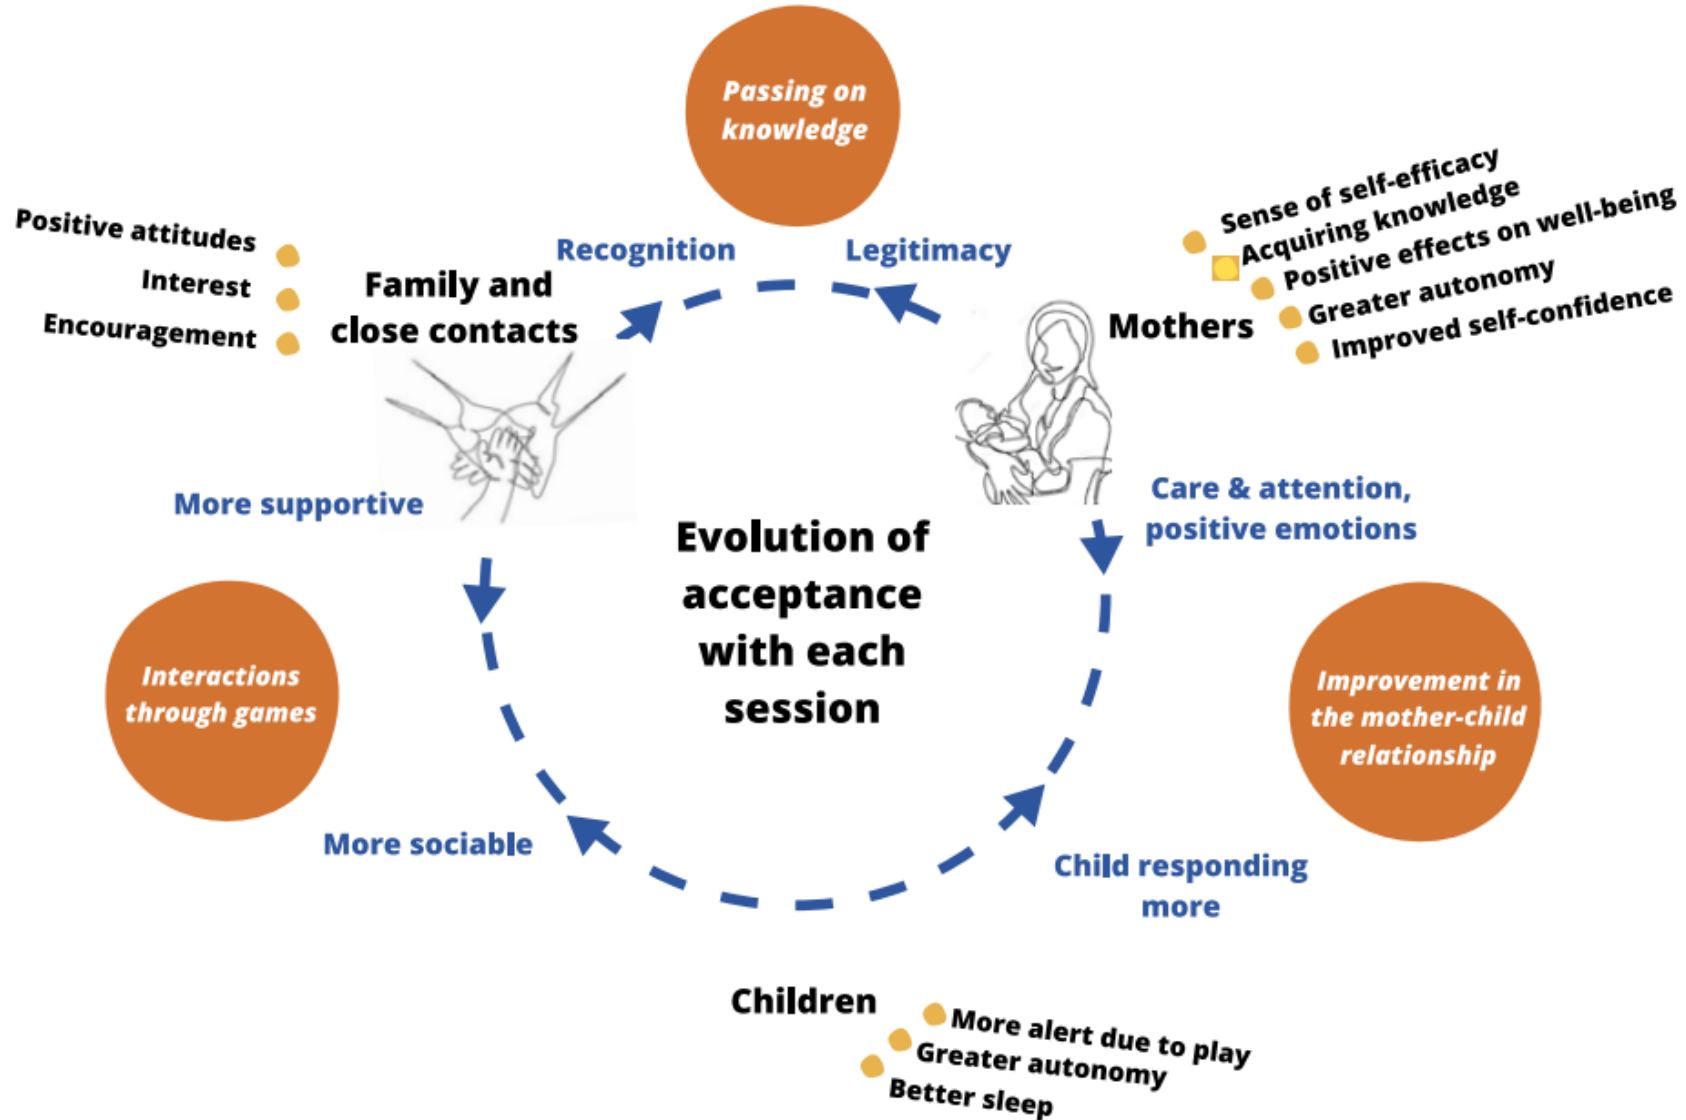 Passing on
knowledge
Recognition
Legitimacy
Positive attitudes
Interest
Encouragement
Family and
close contacts
Mothers
Sense of self-efficacy
Acquiring knowledge
Positive effects on well-being
Greater autonomy
Improved self-confidence
More supportive
Care & attention,
positive emotions
Evolution of
acceptance
with each
session
Interactions
through games
Improvement in
the mother-child
relationship
More sociable
Child responding
more
Children
More alert due to play
Greater autonomy
Better sleep